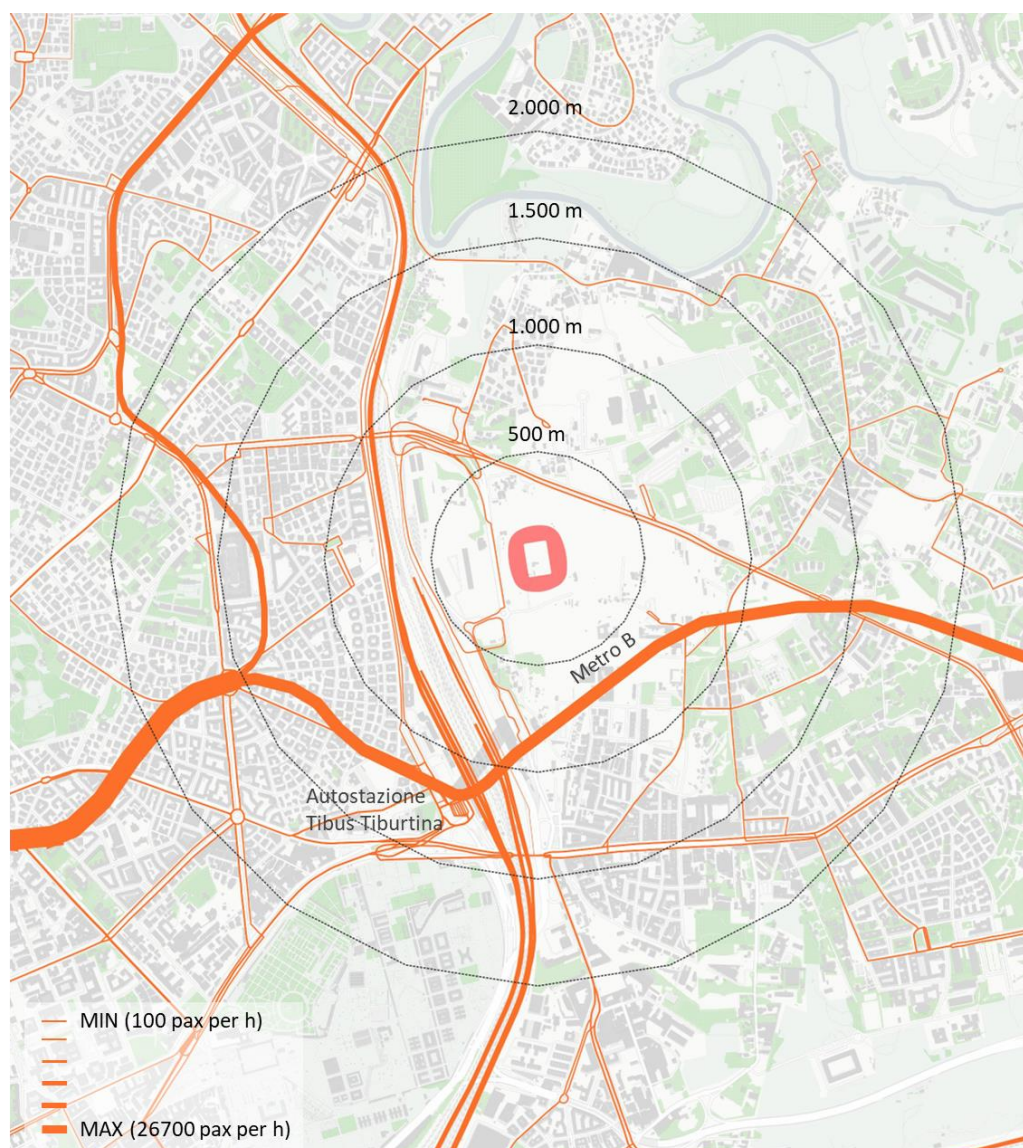 2.000 m
1.500 m
1.000 m
500 m
Metro B
Autostazione
Tibus Tiburtina
MIN (100 pax per h)
MAX (26700 pax per h)